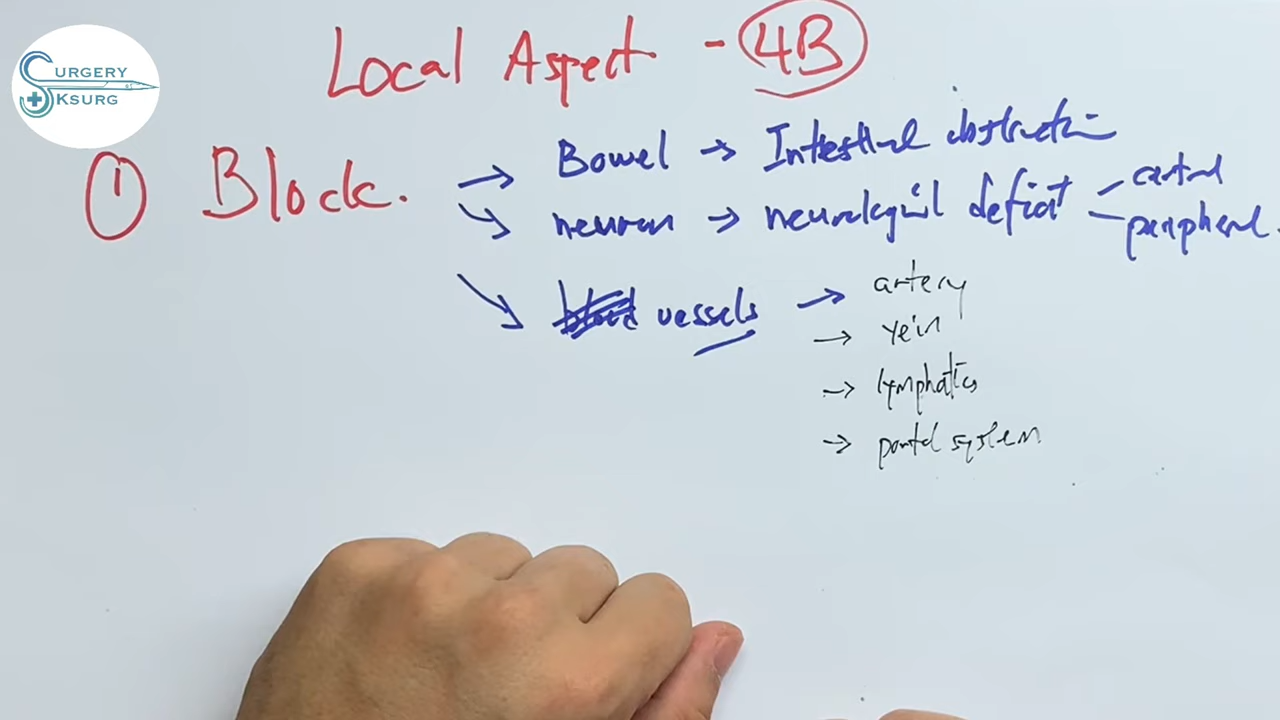 SURGERY
SKSURG
Local Aspect - 4B
① Block. → Bowel → Intestinal obstruction
→ neuron → neurological deficit - central
- peripheral.
→ vessels → artery
→ vein
→ lymphatics
→ portal system